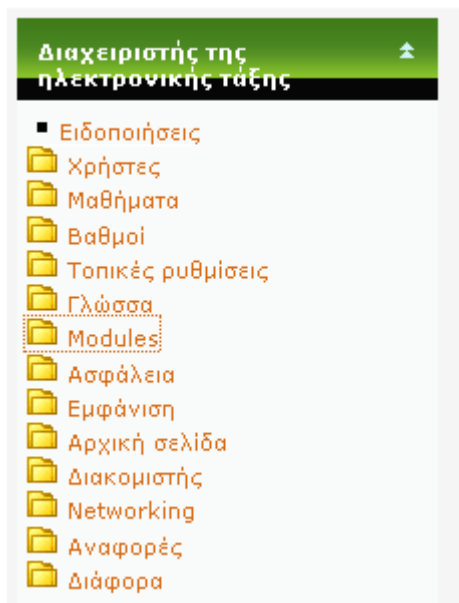 Διαχειριστής της
ηλεκτρονικής τάξης
Ειδοποιήσεις
Χρήστες
Μαθήματα
Βαθμοί
Τοπικές ρυθμίσεις
Γλώσσα
Modules
Ασφάλεια
Εμφάνιση
Αρχική σελίδα
Διακομιστής
Networking
Αναφορές
Διάφορα